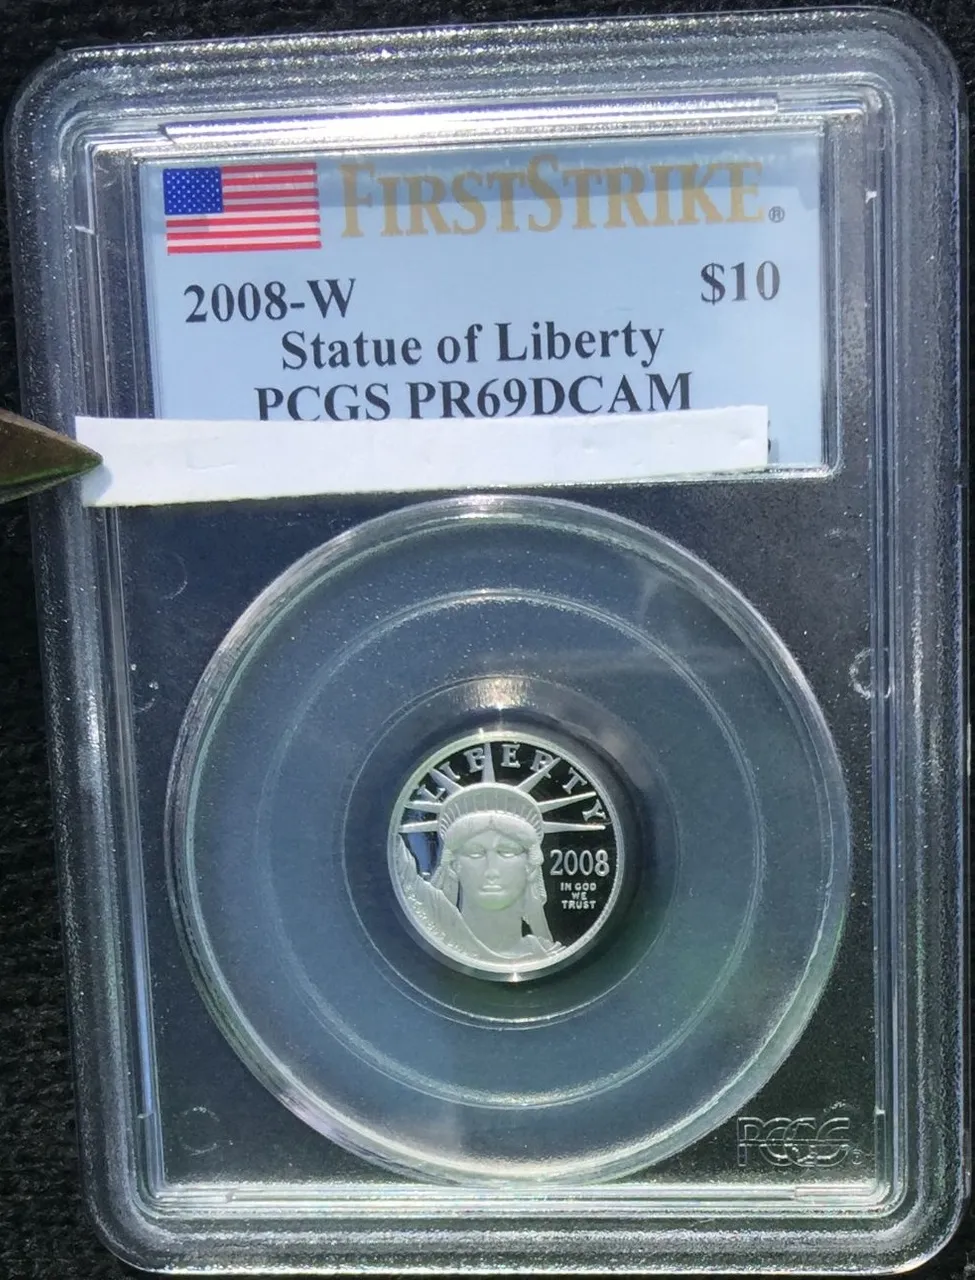 FIRSTSTRIKE®
2008-W $10
Statue of Liberty
PCGS PR69DCAM
LIBERTY
2008
IN GOD
WE
TRUST
PCGS